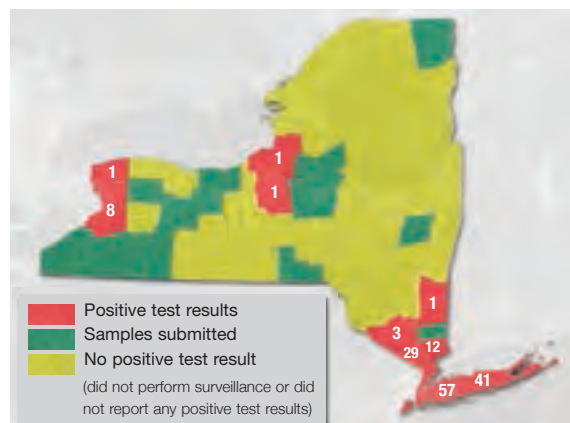 1
1
1
8
1
3
12
29
41
57
Positive test results
Samples submitted
No positive test result
(did not perform surveillance or did
not report any positive test results)